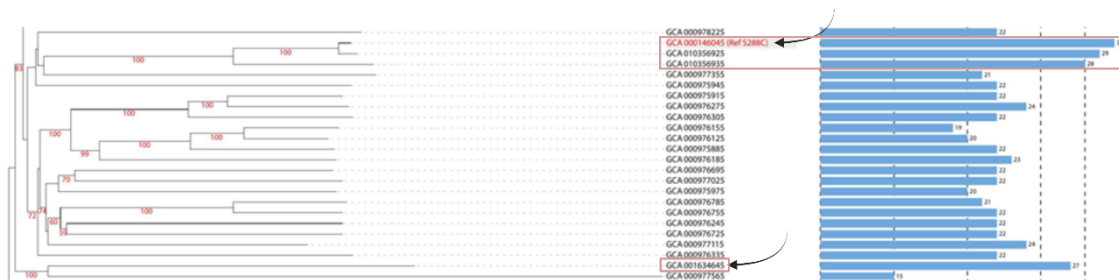 GCA 000978225 22
GCA 000146045 (Ref S288C)
100 GCA 010356925 29
100 GCA 010356935 28
83
GCA 000977355 21
GCA 000975945 22
GCA 000975915 22
100 GCA 000976275 24
100
GCA 000976305 22
100 GCA 000976155 19
100 GCA 000976125 20
100 GCA 000975885 22
99 GCA 000976185 23
GCA 000976695 22
70 GCA 000977025 22
GCA 000975975 20
GCA 000976785 21
72 74 100 GCA 000976755 22
60 GCA 000976245 22
59 GCA 000976725 22
GCA 000977115 24
GCA 000976335 22
GCA 001634645 27
100 GCA 000977565 15